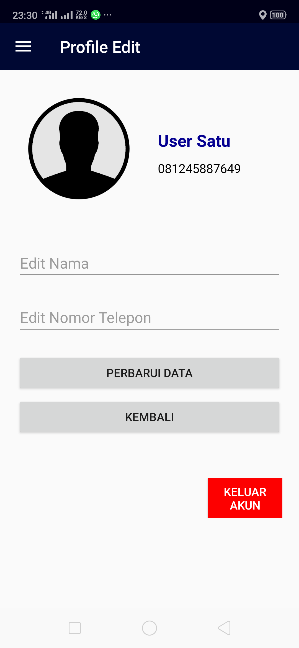 23:30
Profile Edit
User Satu
081245887649
Edit Nama
Edit Nomor Telepon
PERBARUI DATA
KEMBALI
KELUAR
AKUN